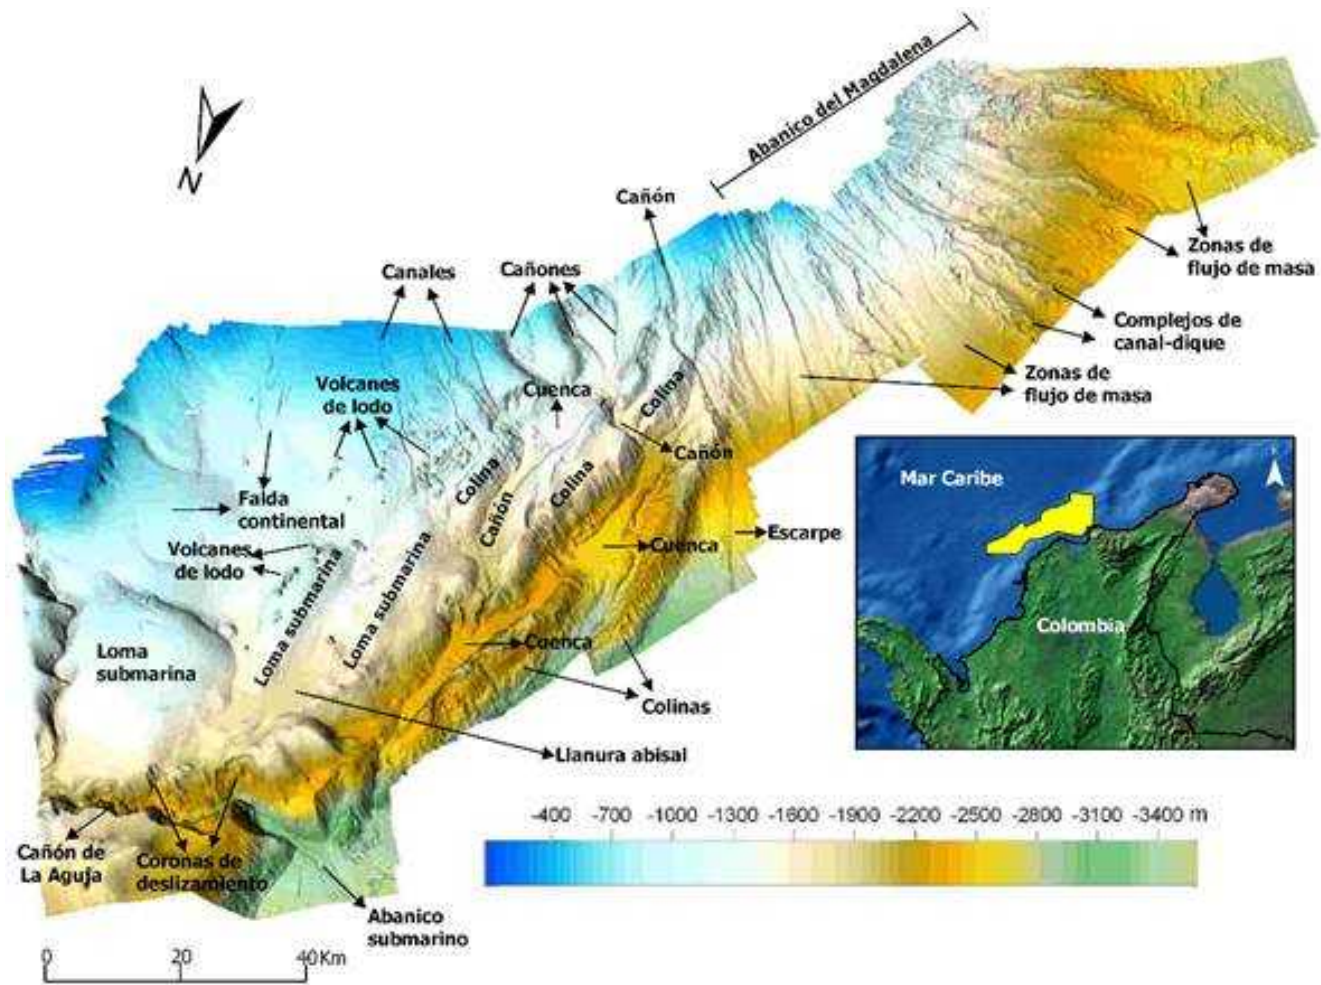 Abanico del Magdalena
N
Cañón
Canales
Cañones
Zonas de
flujo de masa
Complejos de
canal-dique
Zonas de
flujo de masa
Volcanes
de lodo
Cuenca
Colina
Cañón
Colina
Cañón
Colina
Falda
continental
Volcanes
de lodo
Loma submarina
Loma submarina
Cuenca
Escarpe
Loma
submarina
Cuenca
Colinas
Llanura abisal
Mar Caribe
Colombia
-400 -700 -1000 -1300 -1600 -1900 -2200 -2500 -2800 -3100 -3400 m
Cañón de
La Aguja
Coronas de
deslizamiento
Abanico
submarino
0 20 40Km